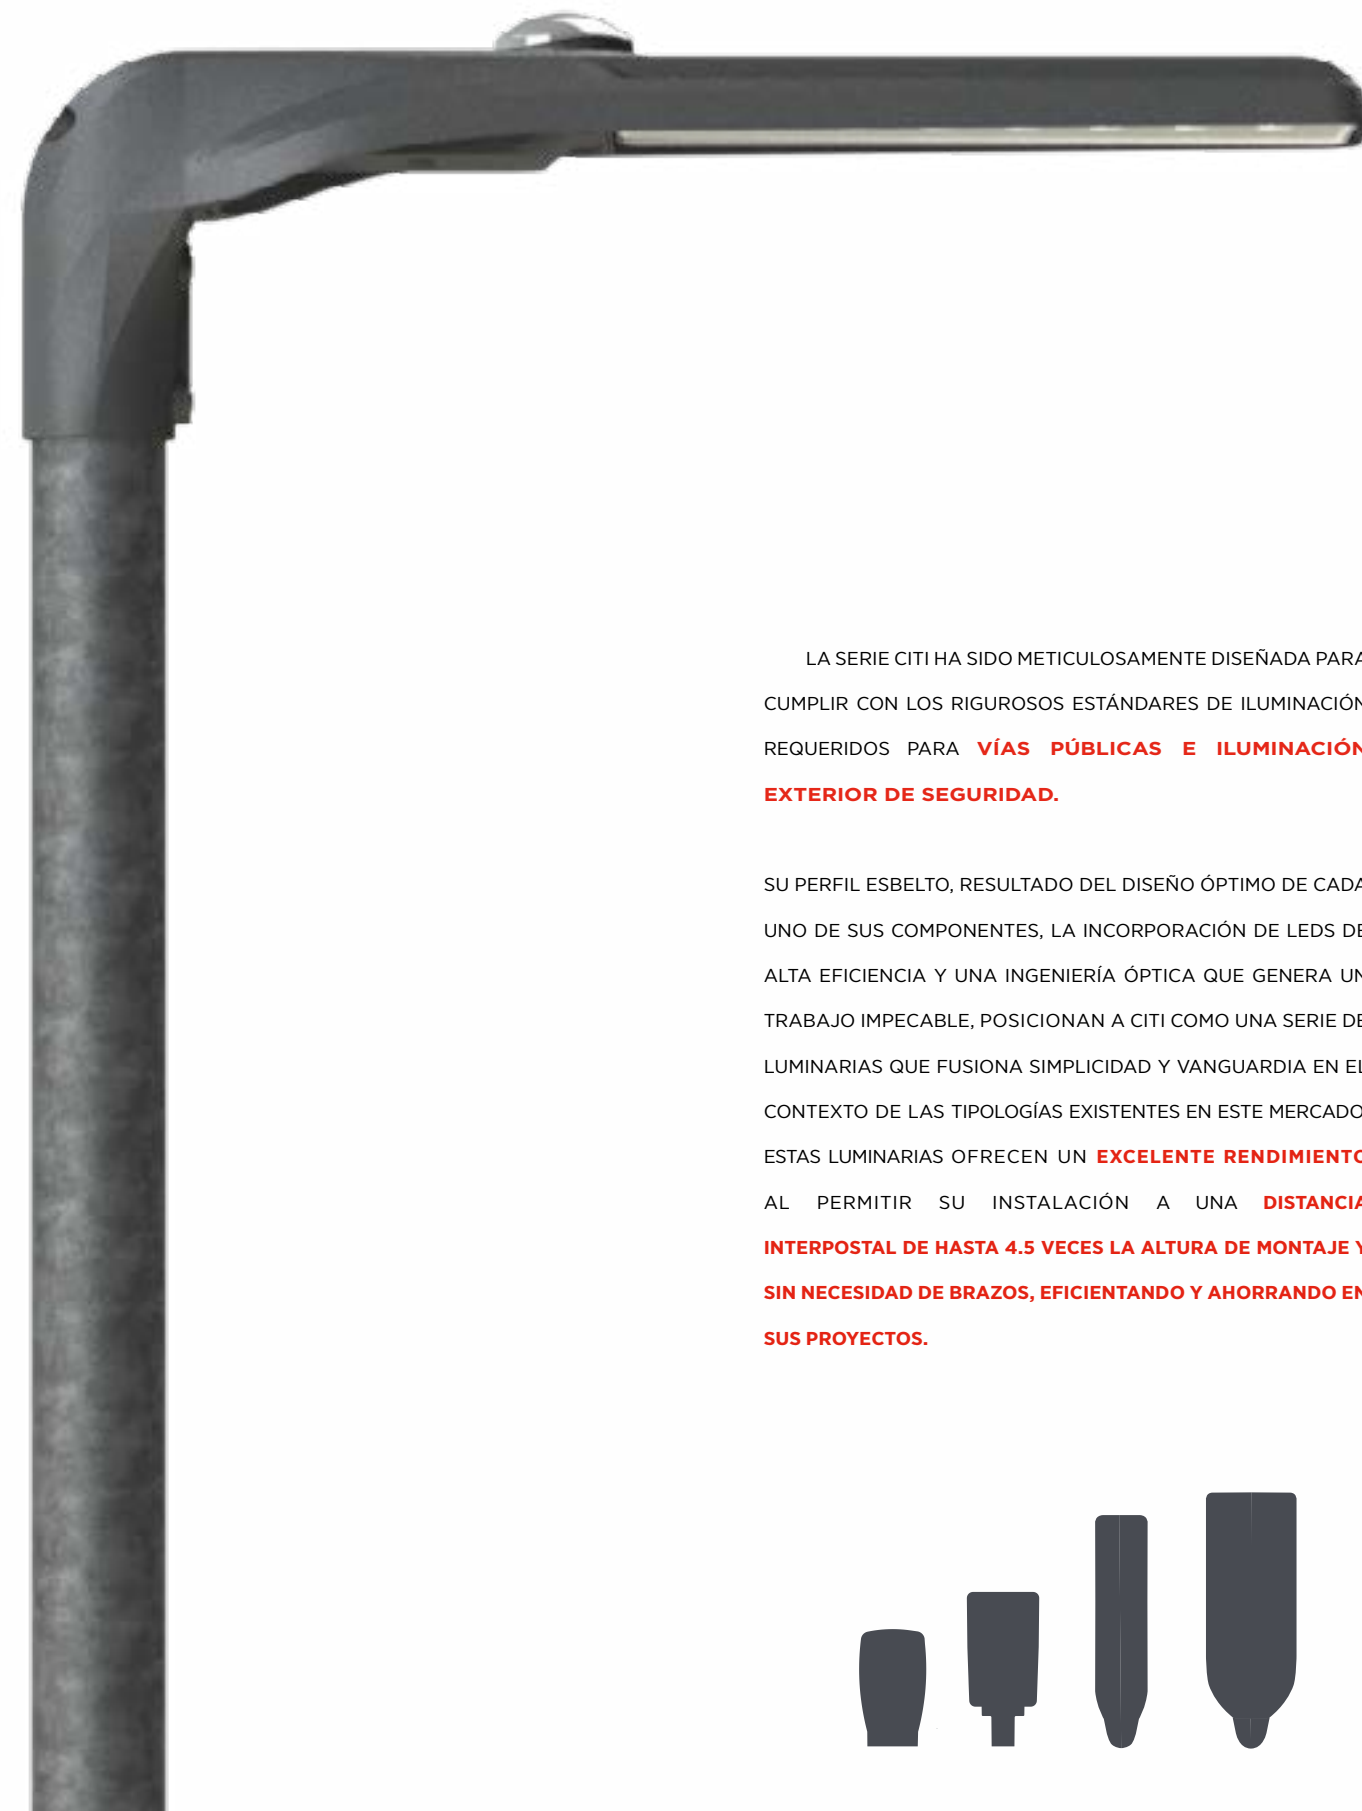 LA SERIE CITI HA SIDO METICULOSAMENTE DISEÑADA PARA
CUMPLIR CON LOS RIGUROSOS ESTÁNDARES DE ILUMINACIÓN
REQUERIDOS PARA VÍAS PÚBLICAS E ILUMINACIÓN
EXTERIOR DE SEGURIDAD.
SU PERFIL ESBELTO, RESULTADO DEL DISEÑO ÓPTIMO DE CADA
UNO DE SUS COMPONENTES, LA INCORPORACIÓN DE LEDS DE
ALTA EFICIENCIA Y UNA INGENIERÍA ÓPTICA QUE GENERA UN
TRABAJO IMPECABLE, POSICIONAN A CITI COMO UNA SERIE DE
LUMINARIAS QUE FUSIONA SIMPLICIDAD Y VANGUARDIA EN EL
CONTEXTO DE LAS TIPOLOGÍAS EXISTENTES EN ESTE MERCADO.
ESTAS LUMINARIAS OFRECEN UN EXCELENTE RENDIMIENTO
AL PERMITIR SU INSTALACIÓN A UNA DISTANCIA
INTERPOSTAL DE HASTA 4.5 VECES LA ALTURA DE MONTAJE Y
SIN NECESIDAD DE BRAZOS, EFICIENTANDO Y AHORRANDO EN
SUS PROYECTOS.